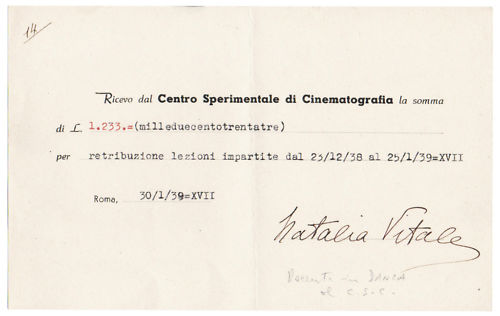 14
Ricevo dal Centro Sperimentale di Cinematografia la somma
di £. 1.233.=(milleduecentotrentatre)
per retribuzione lezioni impartite dal 23/12/38 al 25/1/39=XVII
Roma, 30/1/39=XVII
Natalia Vitale
Docente in DANZA
al C.S.C.